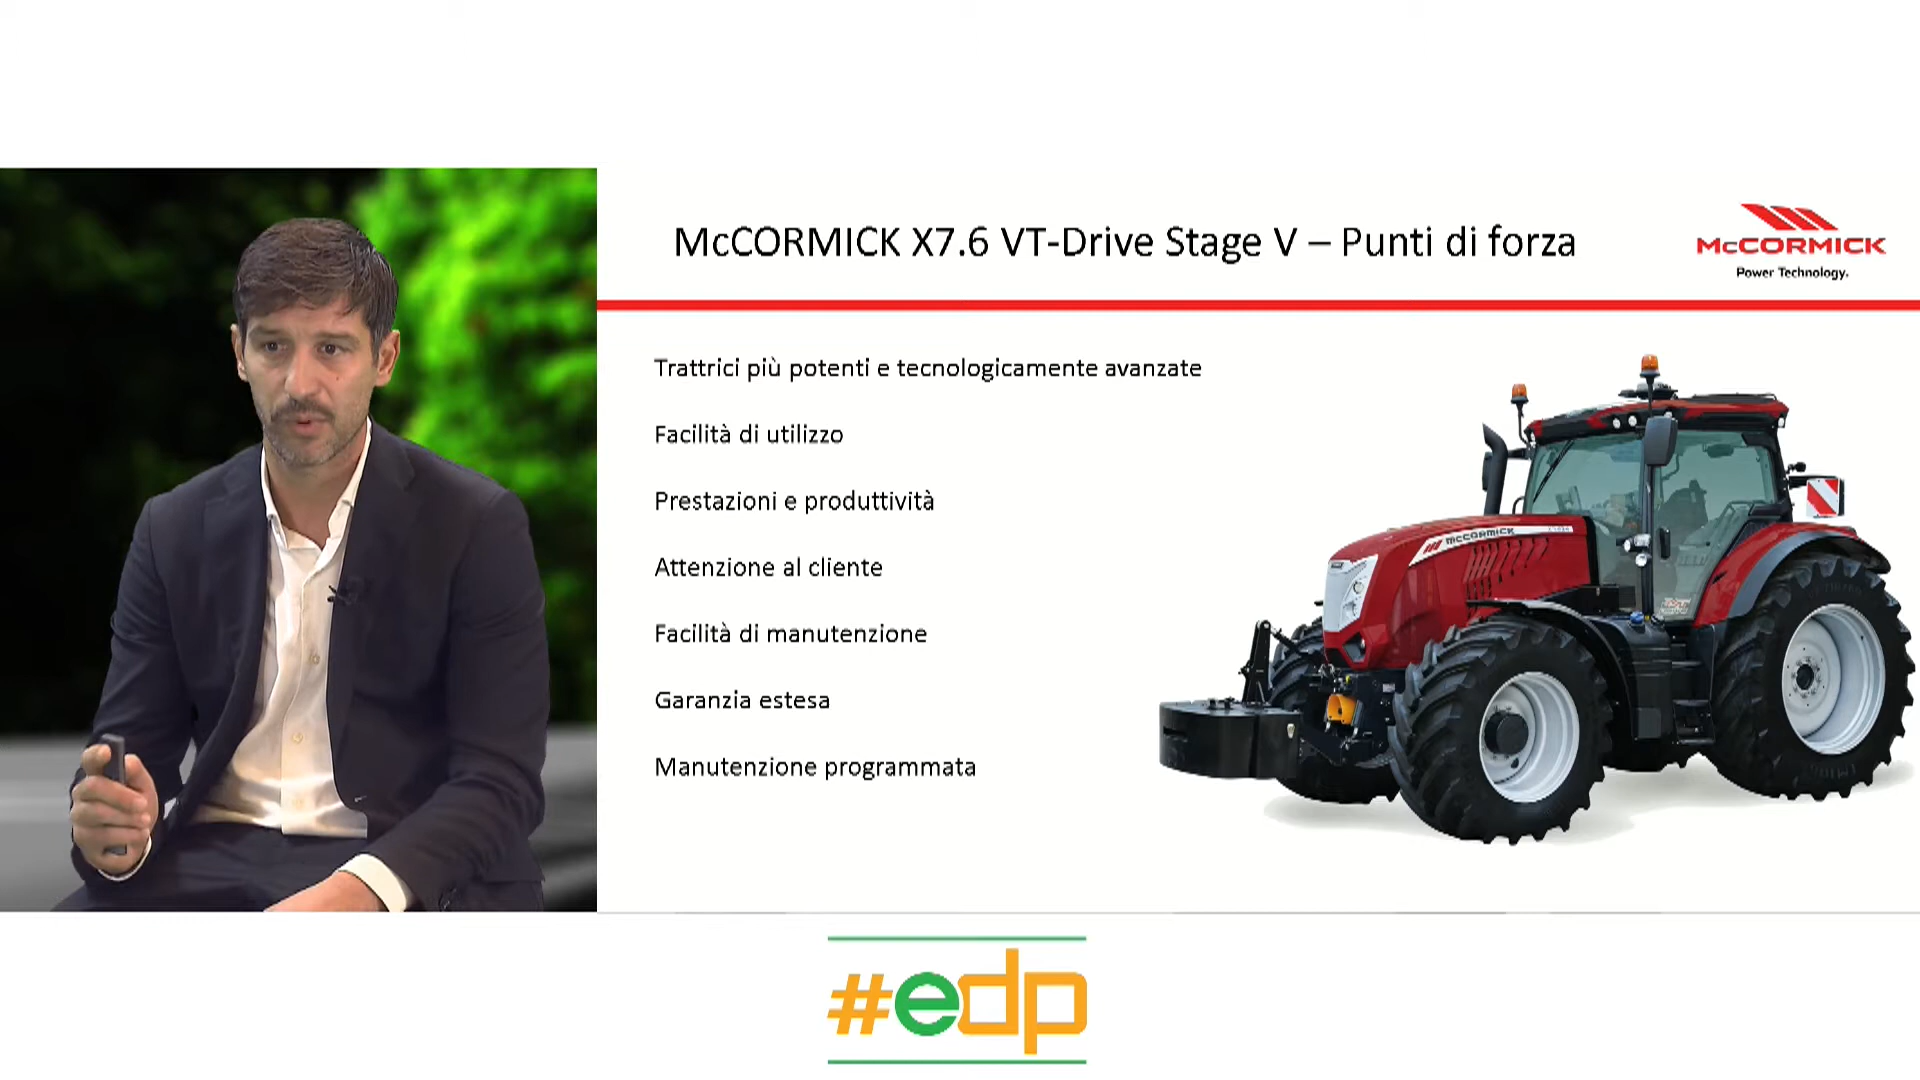 McCORMICK X7.6 VT-Drive Stage V – Punti di forza
McCORMICK
Power Technology.
Trattrici più potenti e tecnologicamente avanzate
Facilità di utilizzo
Prestazioni e produttività
Attenzione al cliente
Facilità di manutenzione
Garanzia estesa
Manutenzione programmata
McCORMICK
#edp